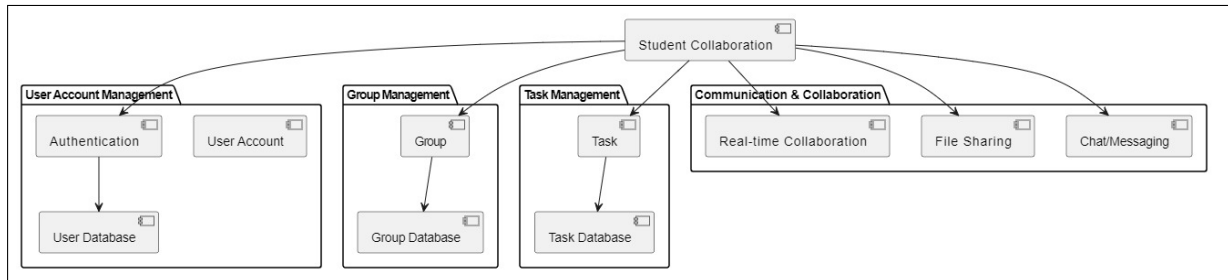 Student Collaboration
User Account Management
Group Management
Task Management
Communication & Collaboration
Authentication
User Account
Group
Task
Real-time Collaboration
File Sharing
Chat/Messaging
User Database
Group Database
Task Database